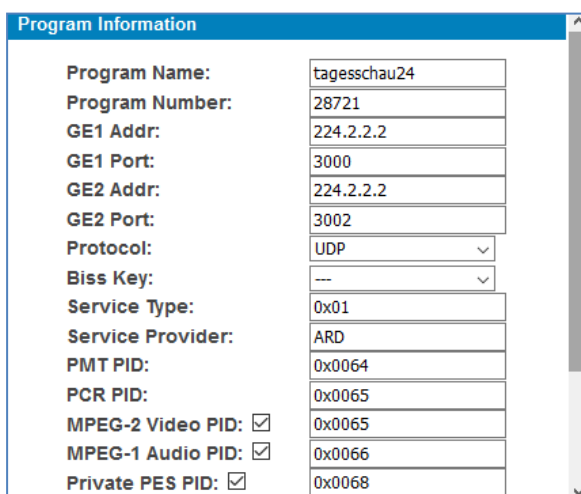 Program Information
Program Name: tagesschau24
Program Number: 28721
GE1 Addr: 224.2.2.2
GE1 Port: 3000
GE2 Addr: 224.2.2.2
GE2 Port: 3002
Protocol: UDP
Biss Key: ---
Service Type: 0x01
Service Provider: ARD
PMT PID: 0x0064
PCR PID: 0x0065
MPEG-2 Video PID: 0x0065
MPEG-1 Audio PID: 0x0066
Private PES PID: 0x0068